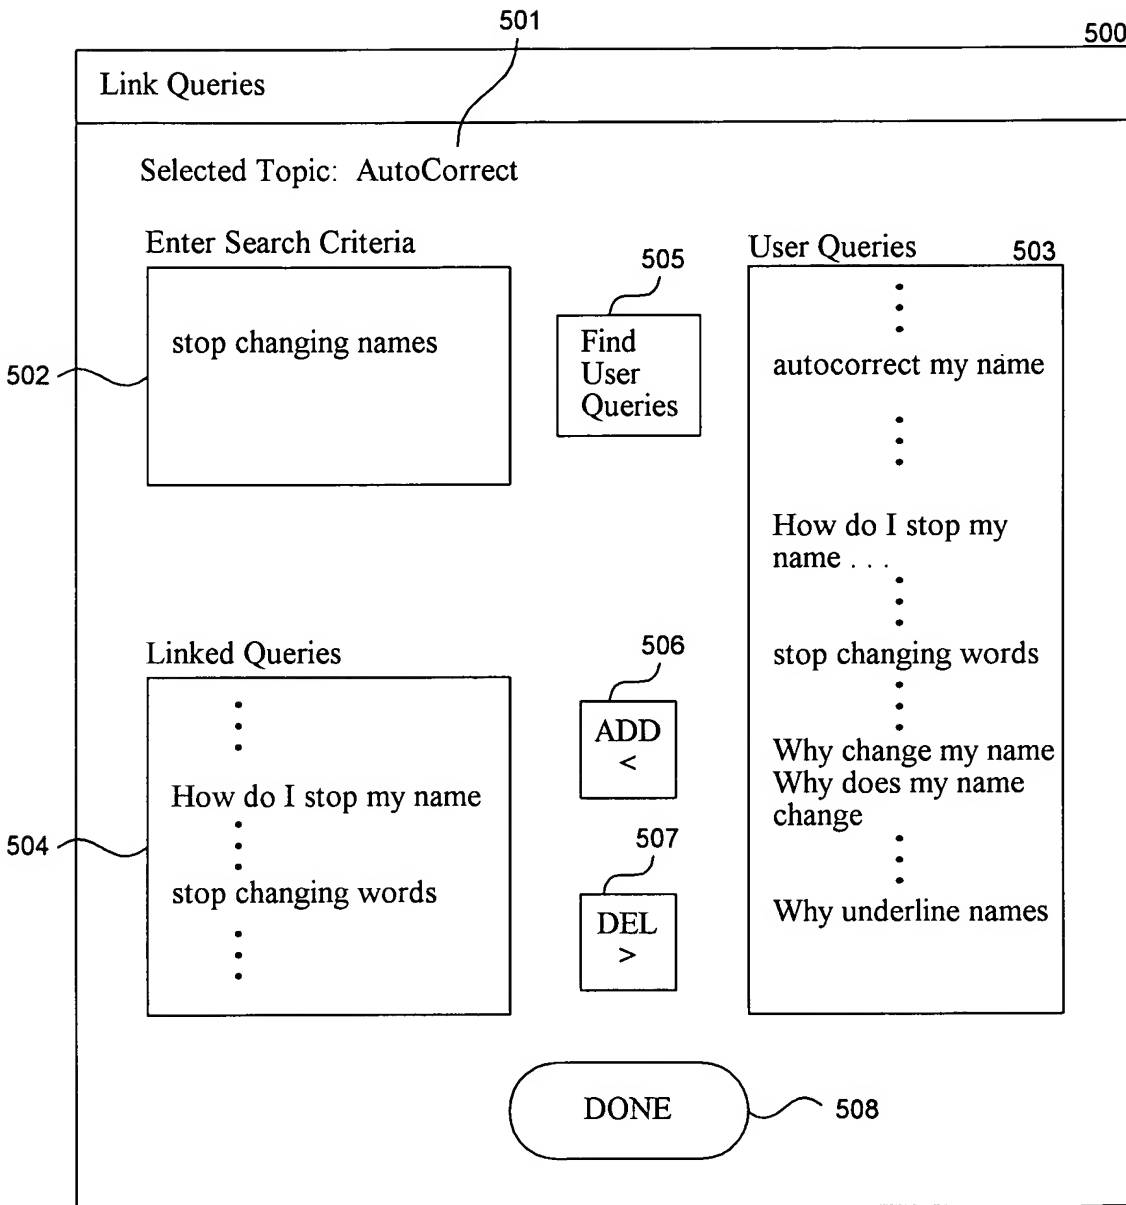 501
500
Link Queries
Selected Topic: AutoCorrect
Enter Search Criteria
User Queries
503
505
stop changing names
502
Find
User
Queries
autocorrect my name
How do I stop my
name . . .
stop changing words
Why change my name
Why does my name
change
Why underline names
Linked Queries
506
ADD
<
How do I stop my name
504
stop changing words
507
DEL
>
DONE
508